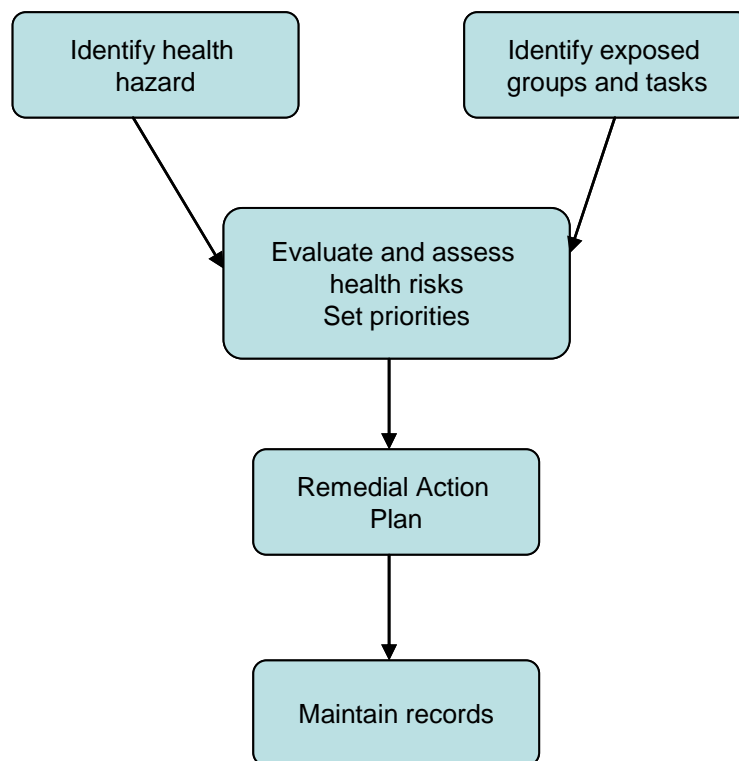 Identify health
hazard
Identify exposed
groups and tasks
Evaluate and assess
health risks
Set priorities
Remedial Action
Plan
Maintain records